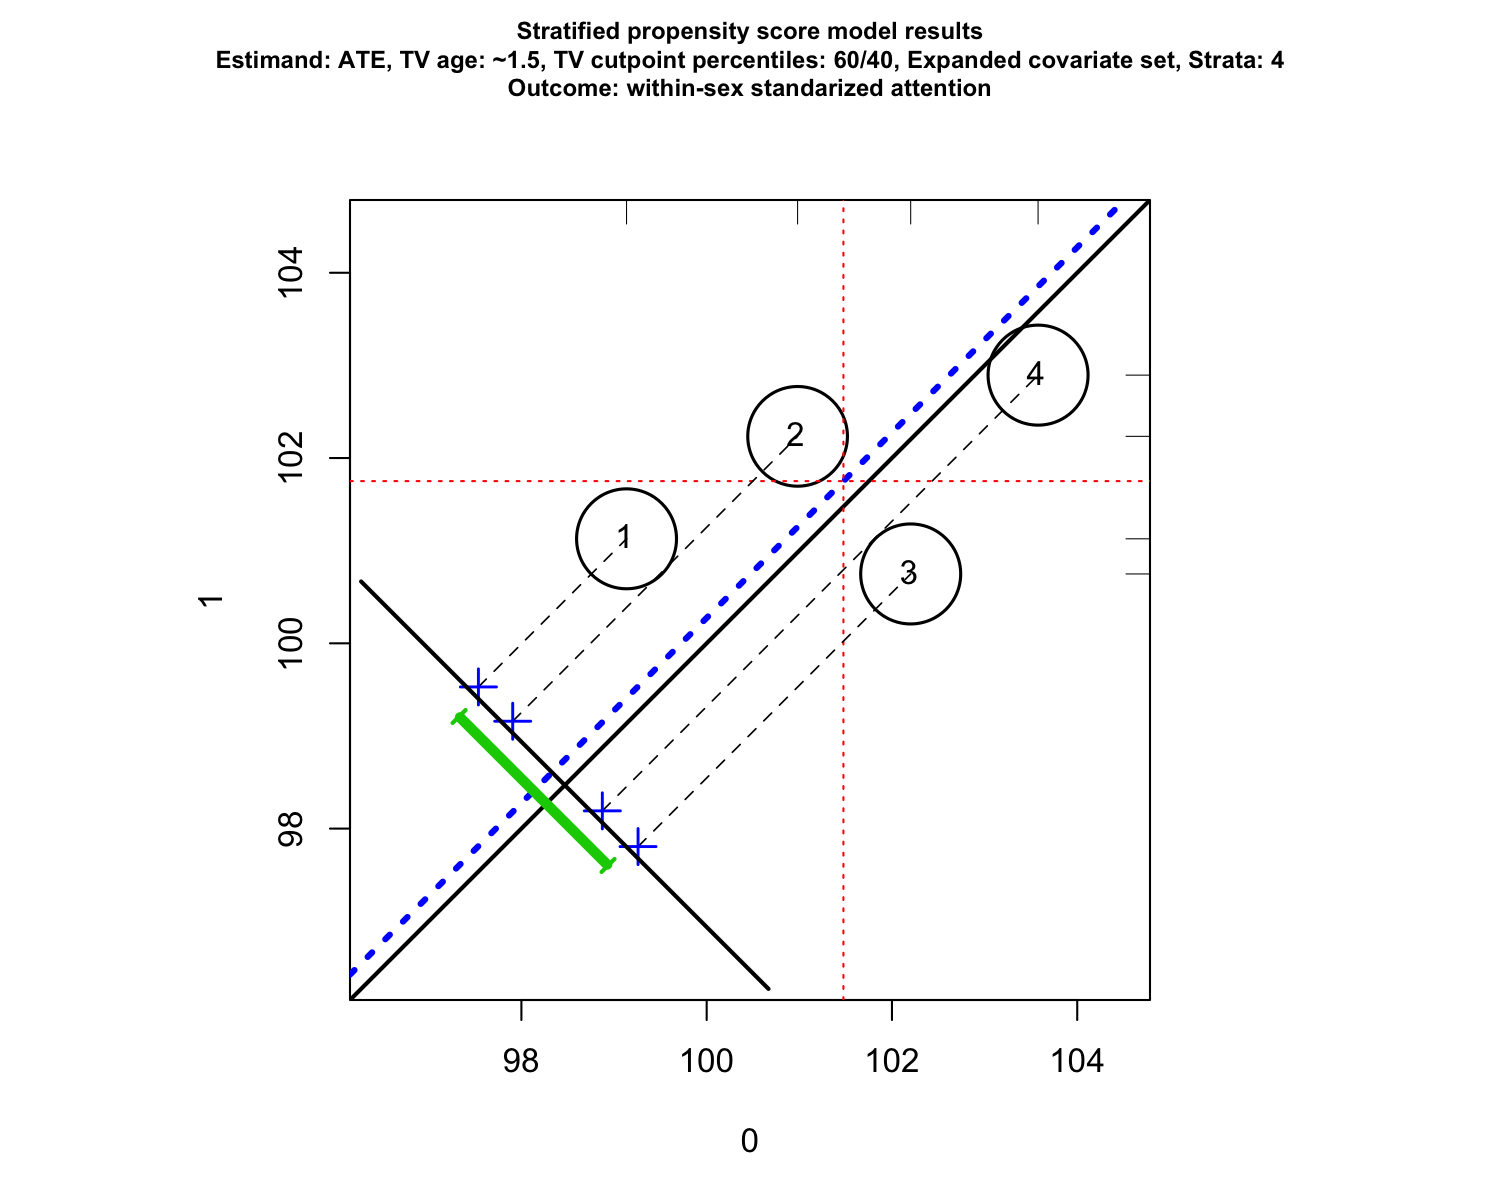 Stratified propensity score model results
Estimand: ATE, TV age: ~1.5, TV cutpoint percentiles: 60/40, Expanded covariate set, Strata: 4
Outcome: within-sex standarized attention
104
102
100
98
1
1
2
3
4
98 100 102 104
0